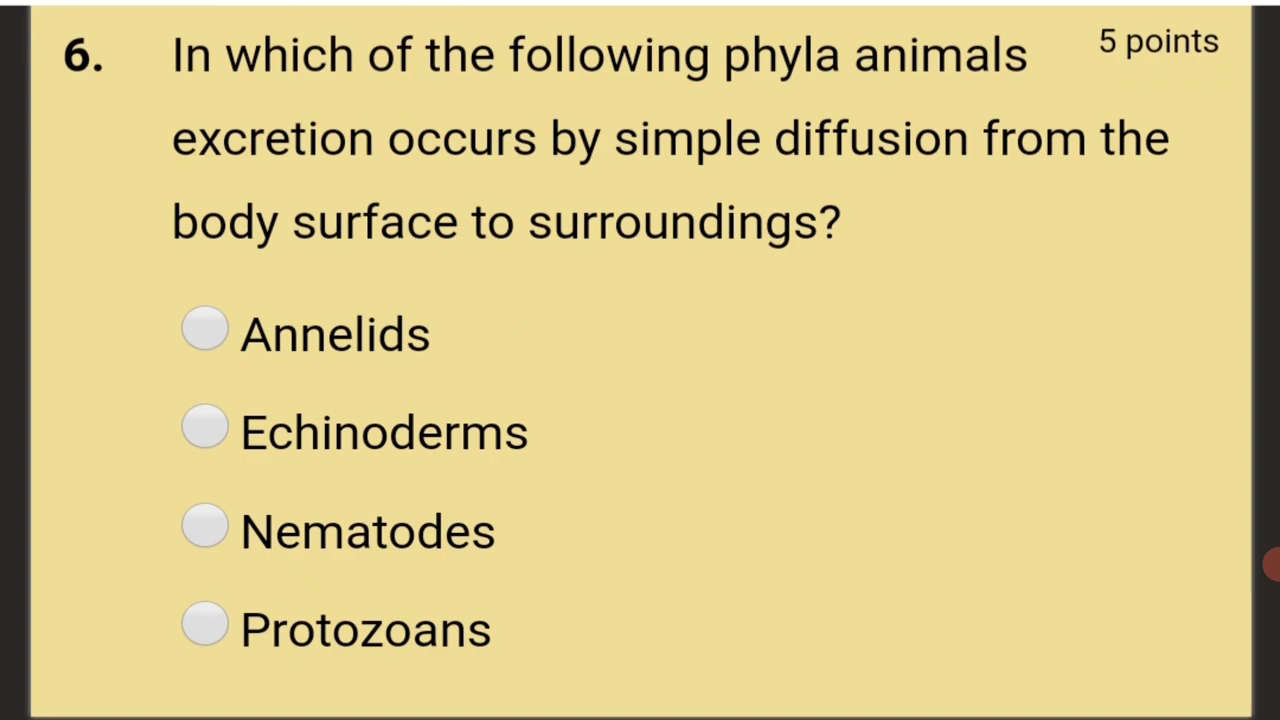 6. In which of the following phyla animals 5 points
excretion occurs by simple diffusion from the
body surface to surroundings?
Annelids
Echinoderms
Nematodes
Protozoans